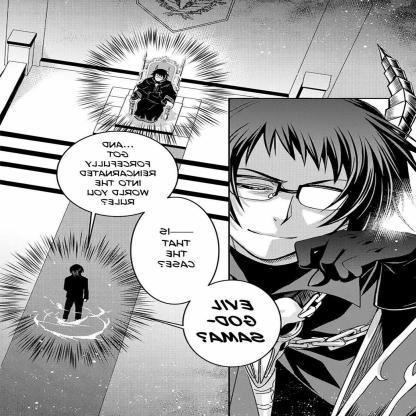 ...AND
GOT
FORCEFULLY
REINCARNATED
INTO THE
WORLD YOU
RULE?
—IS
THAT
THE
CASE?
EVIL
GOD-
SAMA?